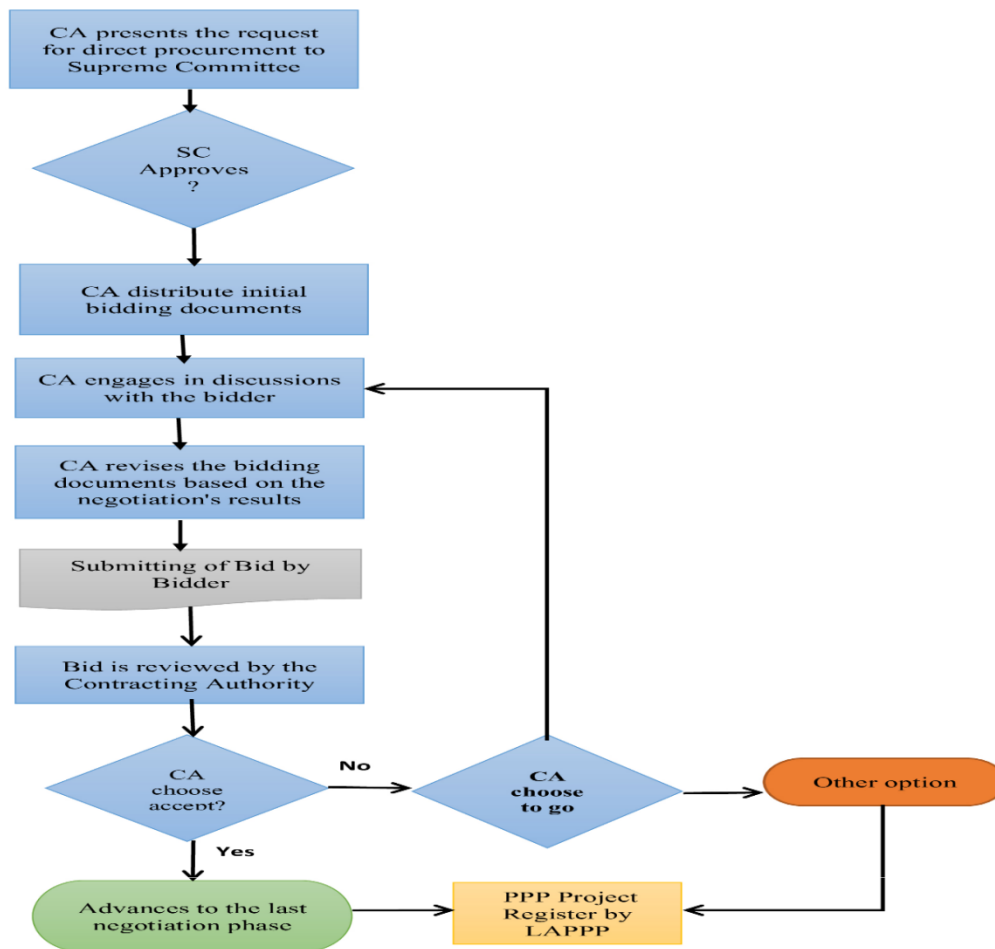 CA presents the request
for direct procurement to
Supreme Committee
SC
Approves
?
CA distribute initial
bidding documents
CA engages in discussions
with the bidder
CA revises the bidding
documents based on the
negotiation's results
Submitting of Bid by
Bidder
Bid is reviewed by the
Contracting Authority
CA
choose
accept?
No
CA
choose
to go
Other option
Yes
Advances to the last
negotiation phase
PPP Project
Register by
LAPPP